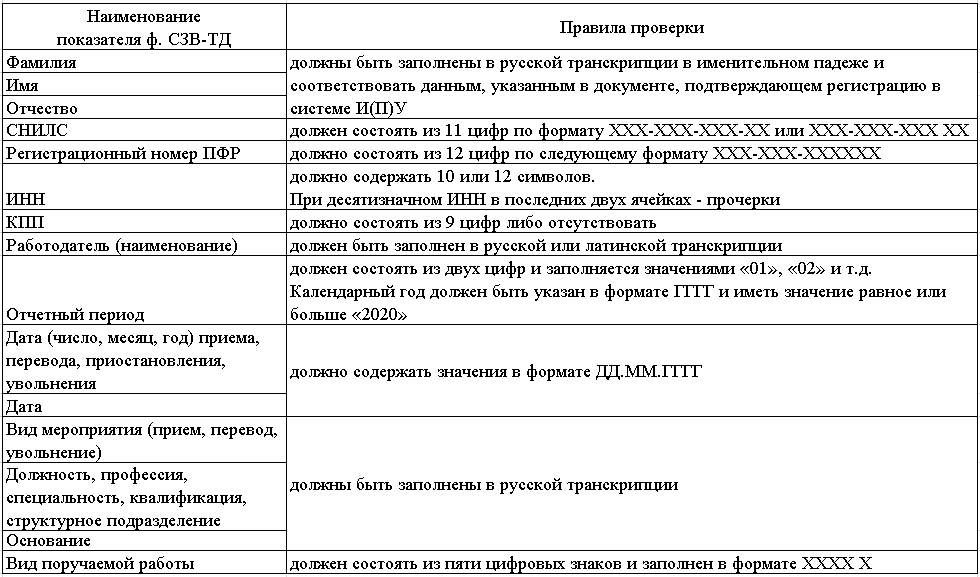 Наименование
показателя ф. СЗВ-ТД
Правила проверки
Фамилия
Имя
Отчество
должны быть заполнены в русской транскрипции в именительном падеже и
соответствовать данным, указанным в документе, подтверждающем регистрацию в
системе И(П)У
СНИЛС
должен состоять из 11 цифр по формату XXX-XXX-XXX-XX или XXX-XXX-XXX XX
Регистрационный номер ПФР
должно состоять из 12 цифр по следующему формату XXX-XXX-XXXXXX
ИНН
должно содержать 10 или 12 символов.
При десятизначном ИНН в последних двух ячейках - прочерки
КПП
должно состоять из 9 цифр либо отсутствовать
Работодатель (наименование)
должен быть заполнен в русской или латинской транскрипции
Отчетный период
должен состоять из двух цифр и заполняется значениями «01», «02» и т.д.
Календарный год должен быть указан в формате ГГГГ и иметь значение равное или
больше «2020»
Дата (число, месяц, год) приема,
перевода, приостановления,
увольнения
Дата
должно содержать значения в формате ДД.ММ.ГГГГ
Вид мероприятия (прием, перевод,
увольнение)
Должность, профессия,
специальность, квалификация,
структурное подразделение
Основание
должны быть заполнены в русской транскрипции
Вид поручаемой работы
должен состоять из пяти цифровых знаков и заполнен в формате XXXX X